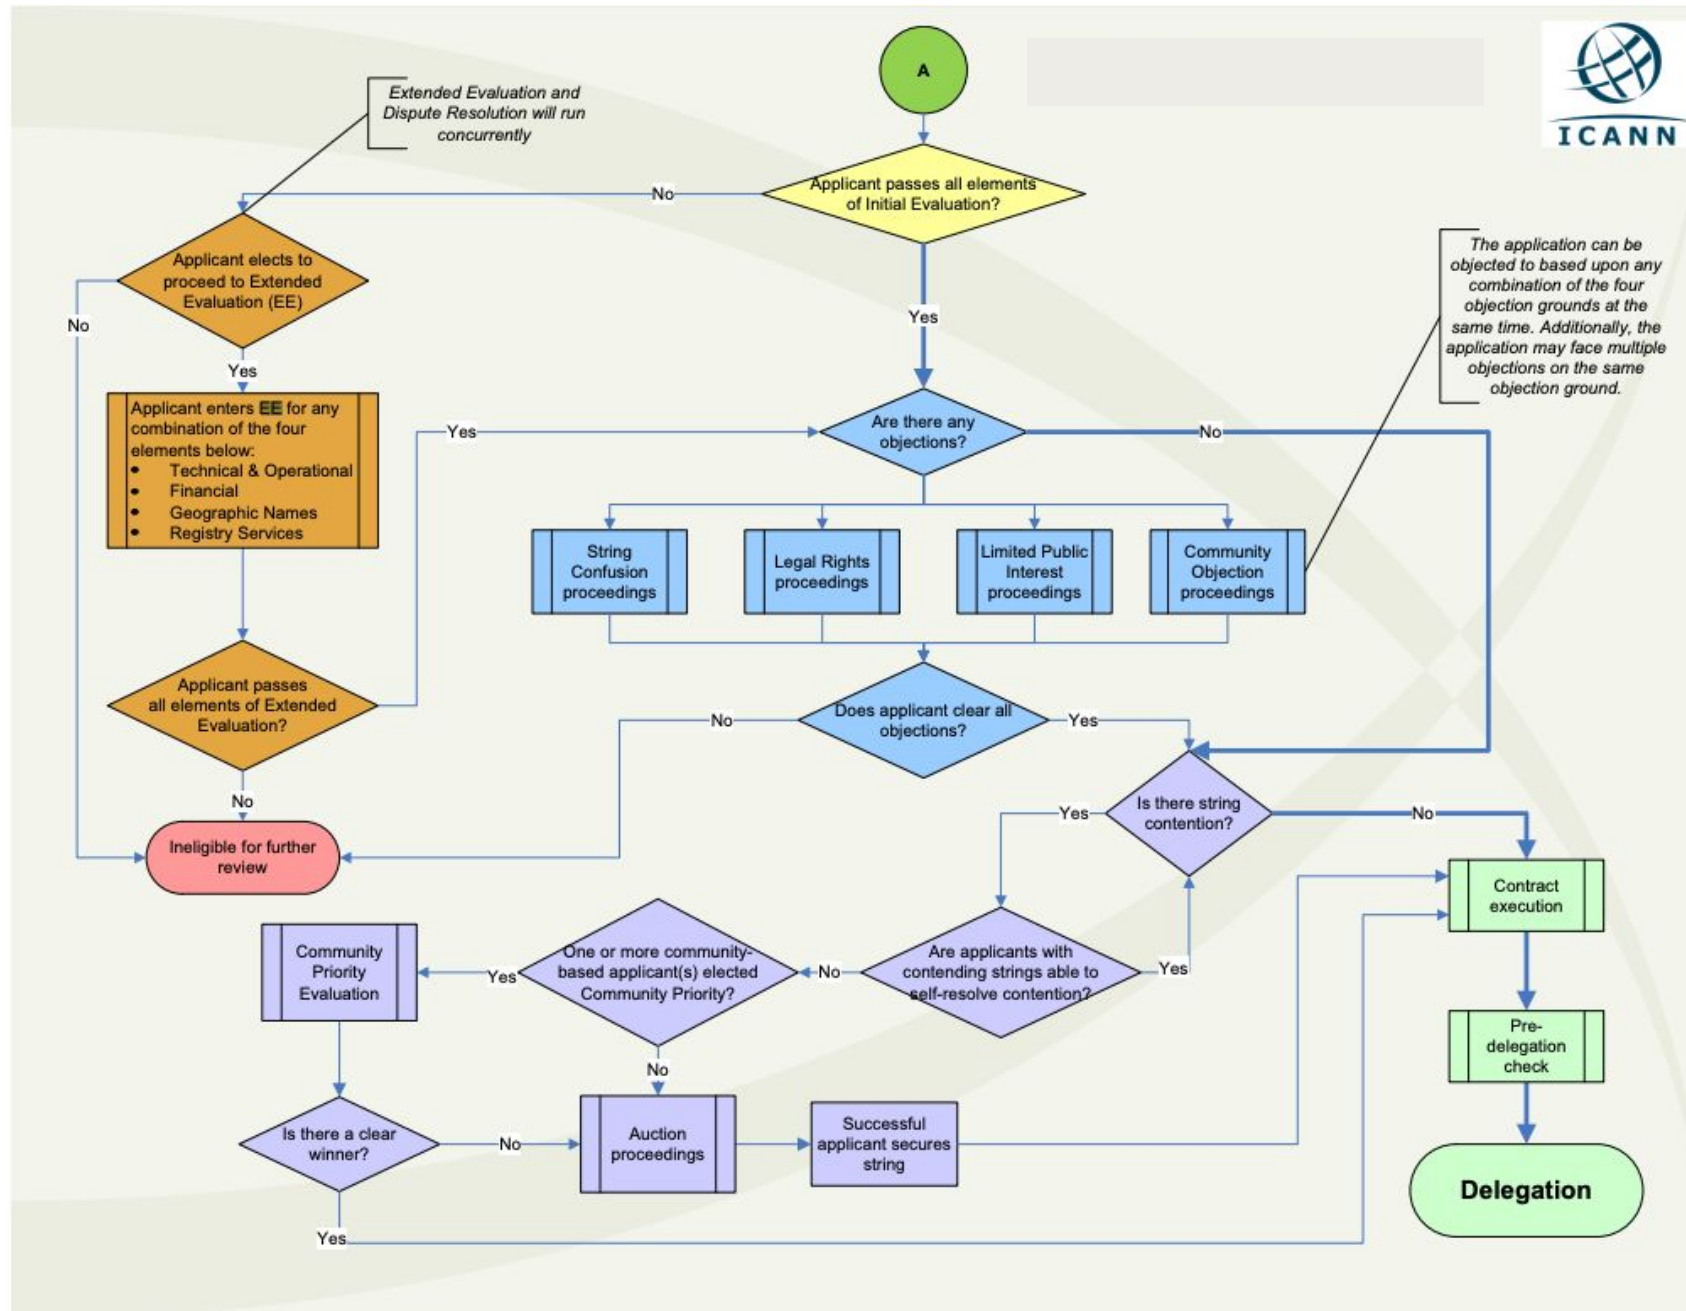 A
ICANN
Extended Evaluation and
Dispute Resolution will run
concurrently
Applicant passes all elements
of Initial Evaluation?
No
Yes
The application can be
objected to based upon any
combination of the four
objection grounds at the
same time. Additionally, the
application may face multiple
objections on the same
objection ground.
Applicant elects to
proceed to Extended
Evaluation (EE)
No
Yes
Applicant enters EE for any
combination of the four
elements below:
• Technical & Operational
• Financial
• Geographic Names
• Registry Services
Yes
Are there any
objections?
No
String
Confusion
proceedings
Legal Rights
proceedings
Limited Public
Interest
proceedings
Community
Objection
proceedings
Applicant passes
all elements of Extended
Evaluation?
No
Does applicant clear all
objections?
No
Yes
Ineligible for further
review
Is there string
contention?
Yes
No
Contract
execution
Community
Priority
Evaluation
Yes
One or more community-
based applicant(s) elected
Community Priority?
No
Are applicants with
contending strings able to
self-resolve contention?
Yes
No
Pre-
delegation
check
Is there a clear
winner?
No
Auction
proceedings
Successful
applicant secures
string
Delegation
Yes